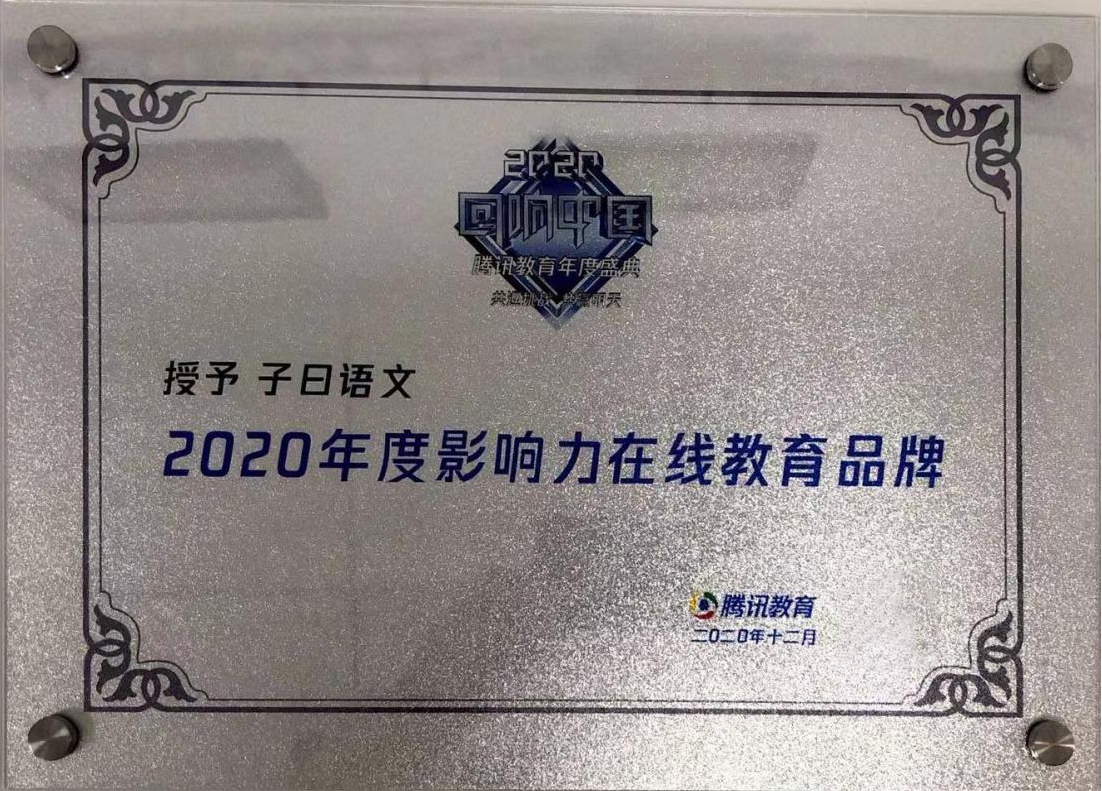 2020
回响中国
腾讯教育年度盛典
授予 子曰语文
2020年度影响力在线教育品牌
腾讯教育
二〇二〇年十二月